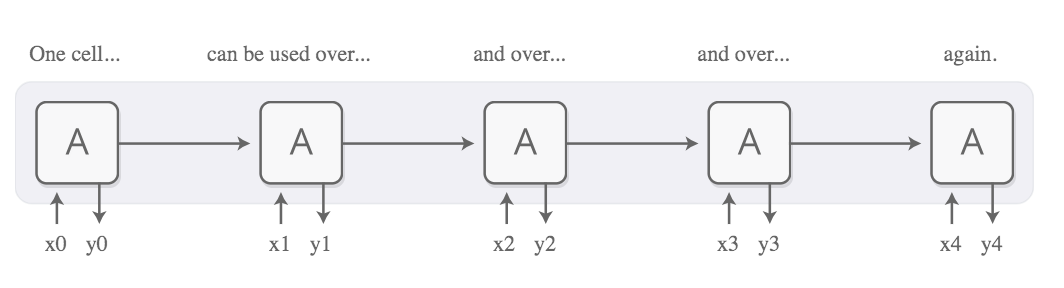 One cell... can be used over... and over... and over... again.
A A A A A
x0 y0 x1 y1 x2 y2 x3 y3 x4 y4